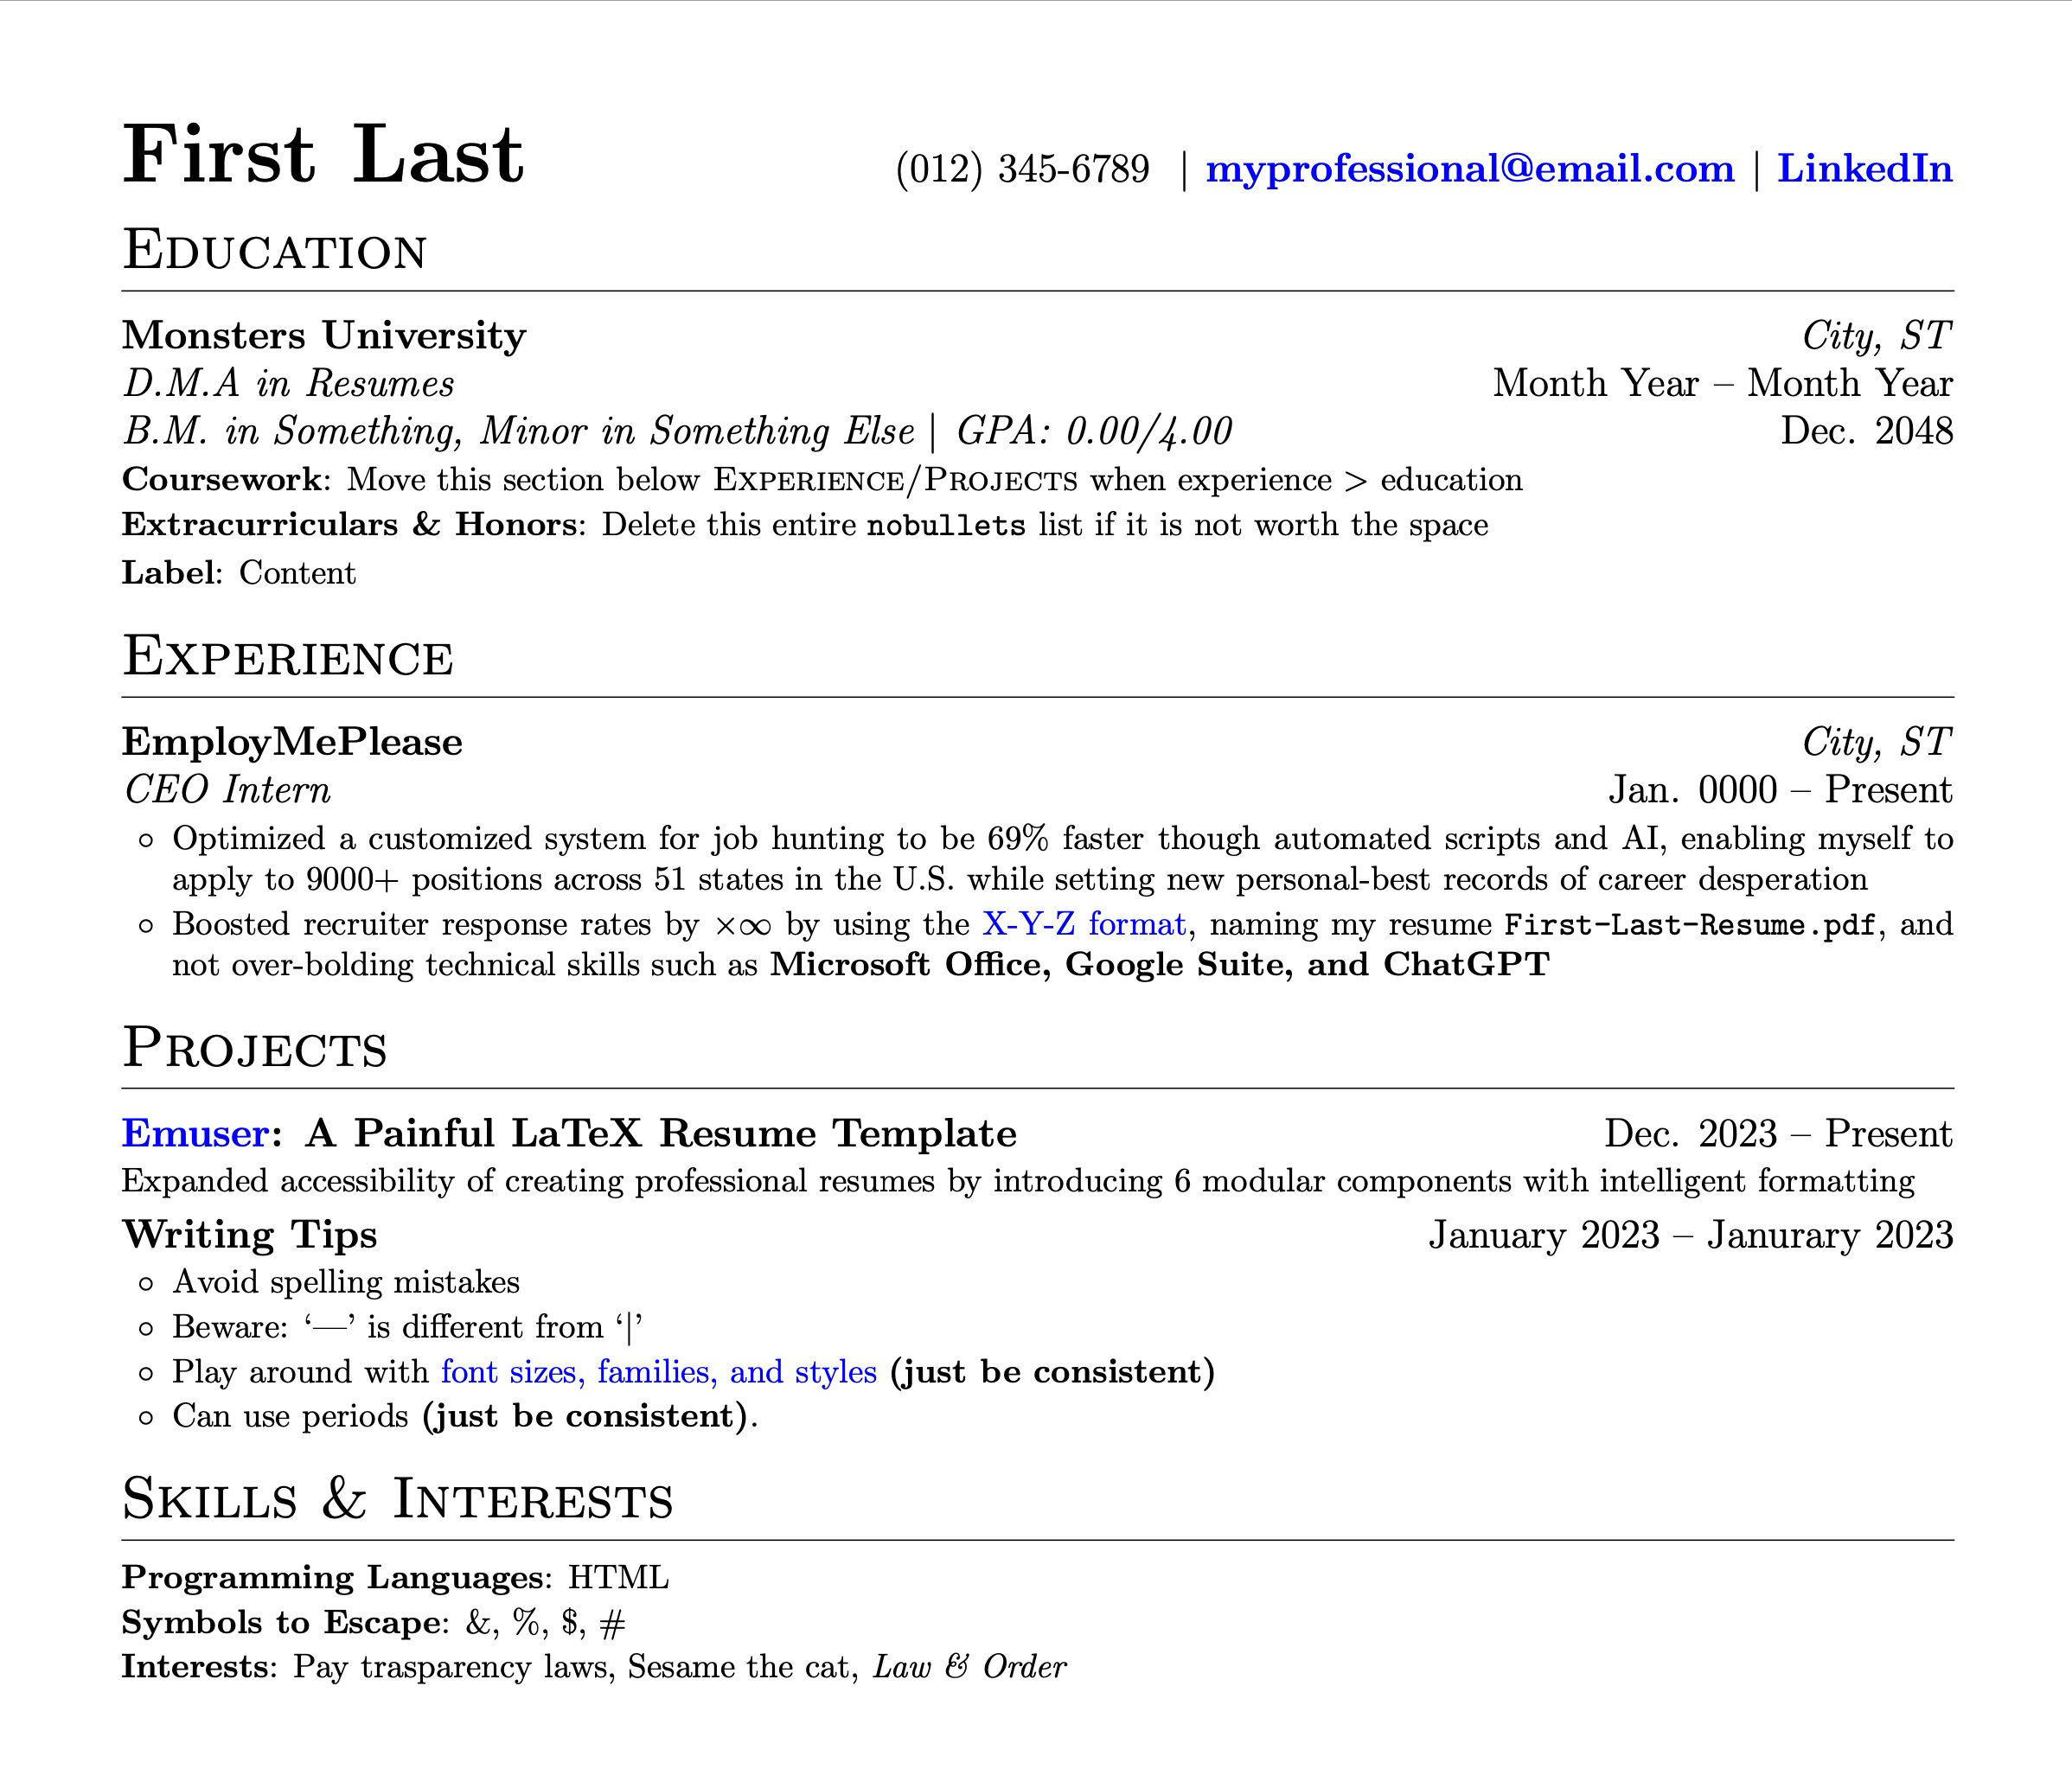 First Last (012) 345-6789 | myprofessional@email.com | LinkedIn
Education
Monsters University City, ST
D.M.A in Resumes Month Year – Month Year
B.M. in Something, Minor in Something Else | GPA: 0.00/4.00 Dec. 2048
Coursework: Move this section below Experience/Projects when experience > education
Extracurriculars & Honors: Delete this entire nobullets list if it is not worth the space
Label: Content
Experience
EmployMePlease City, ST
CEO Intern Jan. 0000 – Present
◦ Optimized a customized system for job hunting to be 69% faster though automated scripts and AI, enabling myself to
apply to 9000+ positions across 51 states in the U.S. while setting new personal-best records of career desperation
◦ Boosted recruiter response rates by ×∞ by using the X-Y-Z format, naming my resume First-Last-Resume.pdf, and
not over-bolding technical skills such as Microsoft Office, Google Suite, and ChatGPT
Projects
Emuser: A Painful LaTeX Resume Template Dec. 2023 – Present
Expanded accessibility of creating professional resumes by introducing 6 modular components with intelligent formatting
Writing Tips January 2023 – Janurary 2023
◦ Avoid spelling mistakes
◦ Beware: ‘—’ is different from ‘|’
◦ Play around with font sizes, families, and styles (just be consistent)
◦ Can use periods (just be consistent).
Skills & Interests
Programming Languages: HTML
Symbols to Escape: &, %, $, #
Interests: Pay trasparency laws, Sesame the cat, Law & Order